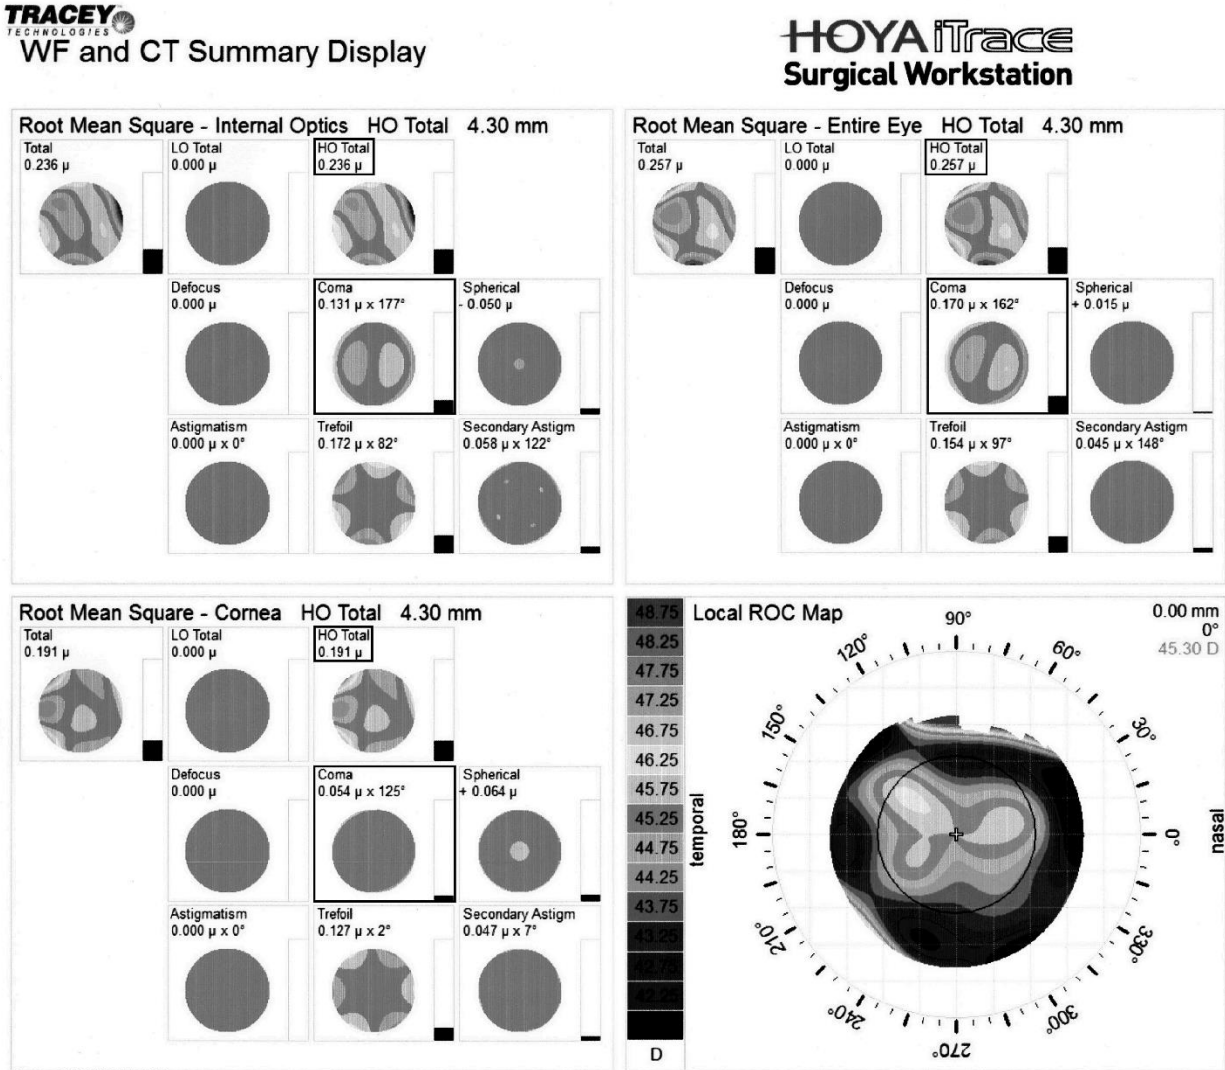 TRACEY
TECHNOLOGIES
WF and CT Summary Display
HOYA iTrace
Surgical Workstation
Root Mean Square - Internal Optics HO Total 4.30 mm
Total
0.236 µ
LO Total
0.000 µ
HO Total
0.236 µ
Defocus
0.000 µ
Coma
0.131 µ x 177°
Spherical
- 0.050 µ
Astigmatism
0.000 µ x 0°
Trefoil
0.172 µ x 82°
Secondary Astigm
0.058 µ x 122°
Root Mean Square - Entire Eye HO Total 4.30 mm
Total
0.257 µ
LO Total
0.000 µ
HO Total
0.257 µ
Defocus
0.000 µ
Coma
0.170 µ x 162°
Spherical
+ 0.015 µ
Astigmatism
0.000 µ x 0°
Trefoil
0.154 µ x 97°
Secondary Astigm
0.045 µ x 148°
Root Mean Square - Cornea HO Total 4.30 mm
Total
0.191 µ
LO Total
0.000 µ
HO Total
0.191 µ
Defocus
0.000 µ
Coma
0.054 µ x 125°
Spherical
+ 0.064 µ
Astigmatism
0.000 µ x 0°
Trefoil
0.127 µ x 2°
Secondary Astigm
0.047 µ x 7°
48.75
48.25
47.75
47.25
46.75
46.25
45.75
45.25
44.75
44.25
43.75
43.25
42.75
42.25
D
Local ROC Map
0.00 mm
0°
45.30 D
90°
120°
60°
150°
30°
temporal
180°
0°
nasal
210°
330°
240°
300°
270°